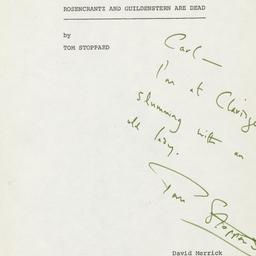 ROSENCRANTZ AND GUILDENSTERN ARE DEAD
by
TOM STOPPARD
Carl—
I'm at Claridge
slumming with an
old lady.
Tom Stoppard
David Merrick